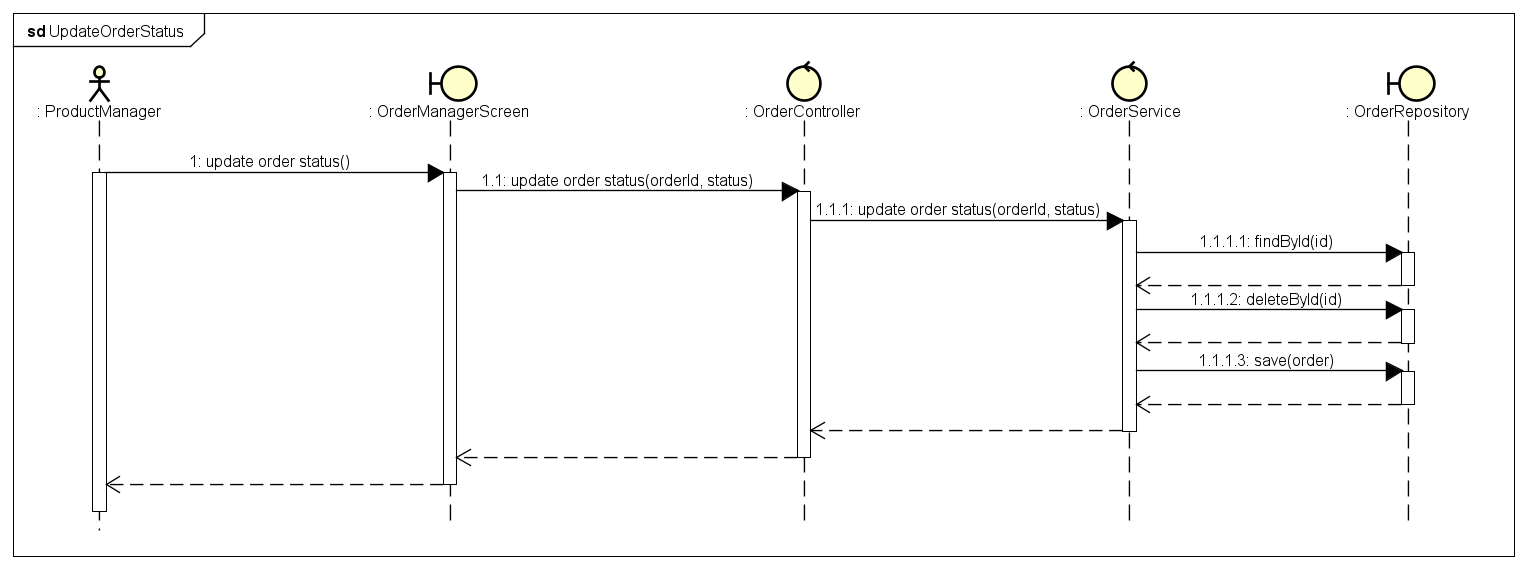 sd UpdateOrderStatus
: ProductManager
: OrderManagerScreen
: OrderController
: OrderService
: OrderRepository
1: update order status()
1.1: update order status(orderId, status)
1.1.1: update order status(orderId, status)
1.1.1.1: findById(id)
1.1.1.2: deleteById(id)
1.1.1.3: save(order)